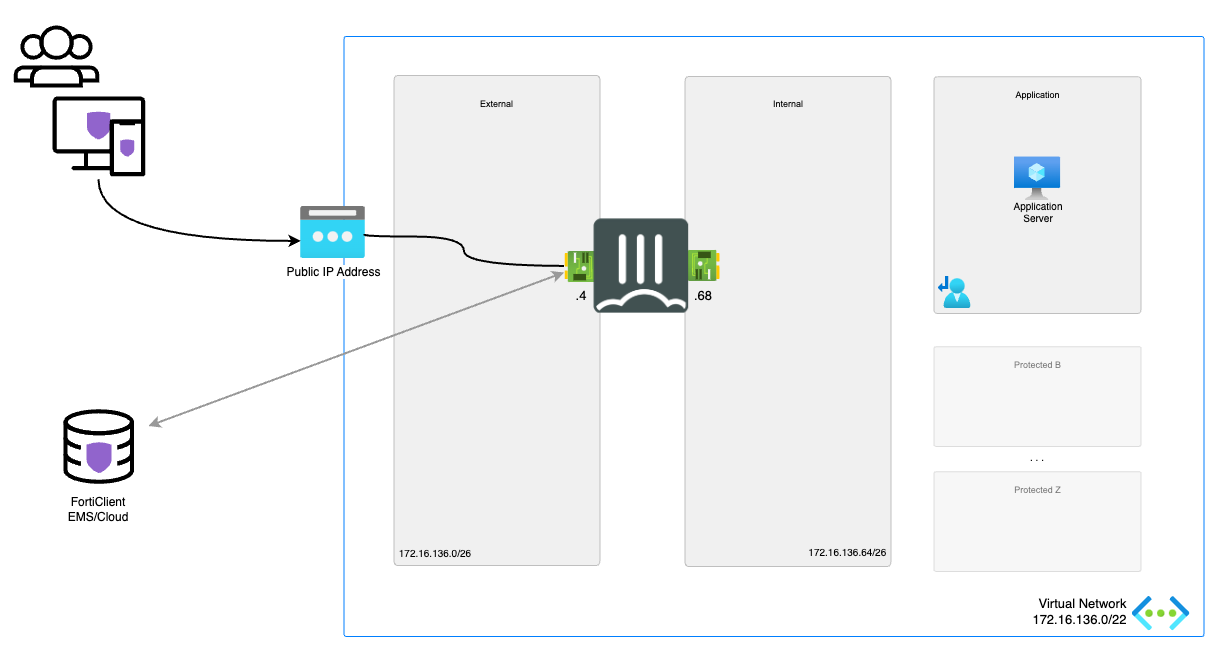 External
Internal
Application
Application
Server
Public IP Address
.4
.68
Protected B
. . .
Protected Z
FortiClient
EMS/Cloud
172.16.136.0/26
172.16.136.64/26
Virtual Network
172.16.136.0/22